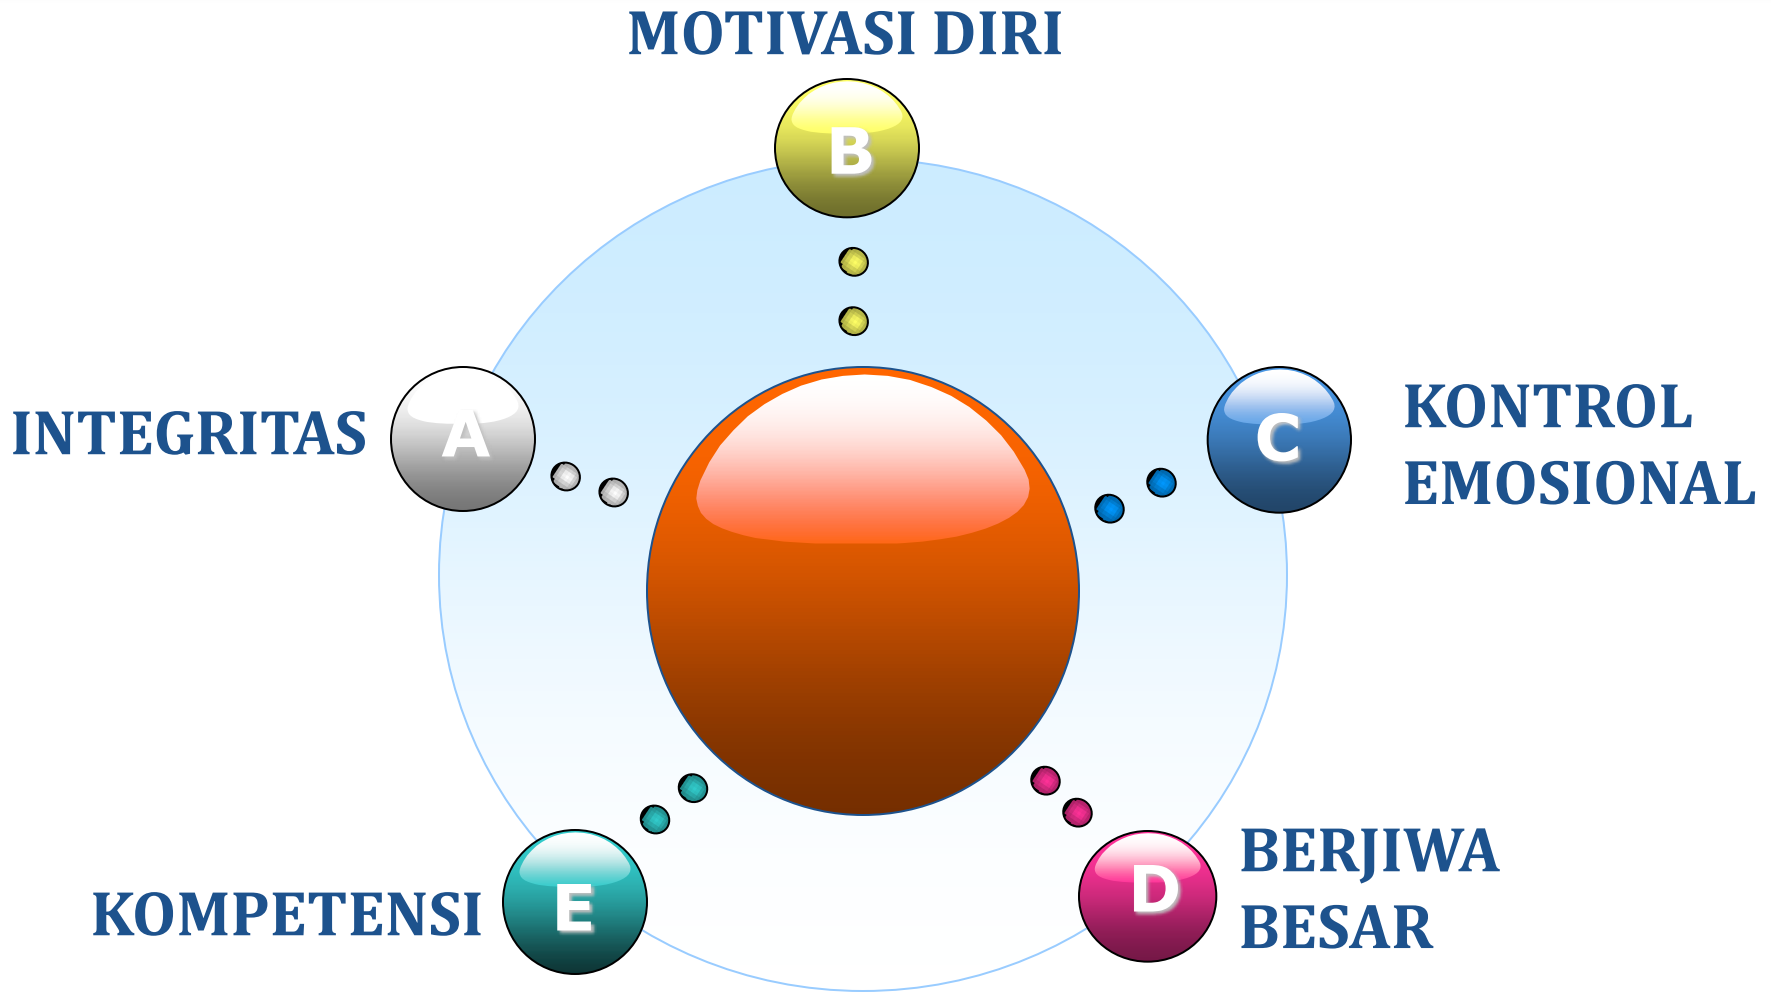 MOTIVASI DIRI
B
INTEGRITAS
A
C
KONTROL
EMOSIONAL
KOMPETENSI
E
D
BERJIWA
BESAR